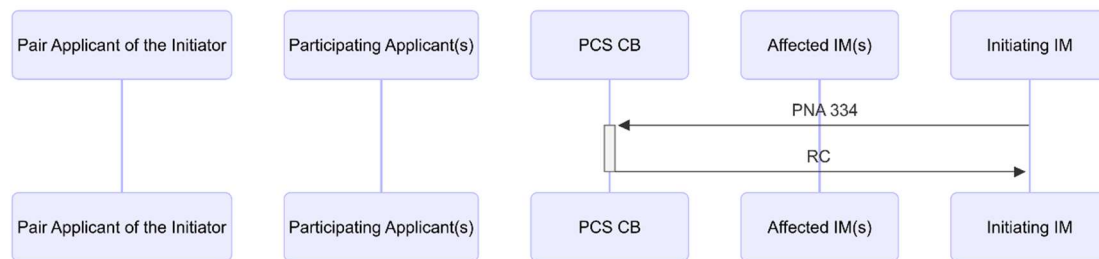 Pair Applicant of the Initiator
Participating Applicant(s)
PCS CB
Affected IM(s)
Initiating IM
PNA 334
RC
Pair Applicant of the Initiator
Participating Applicant(s)
PCS CB
Affected IM(s)
Initiating IM